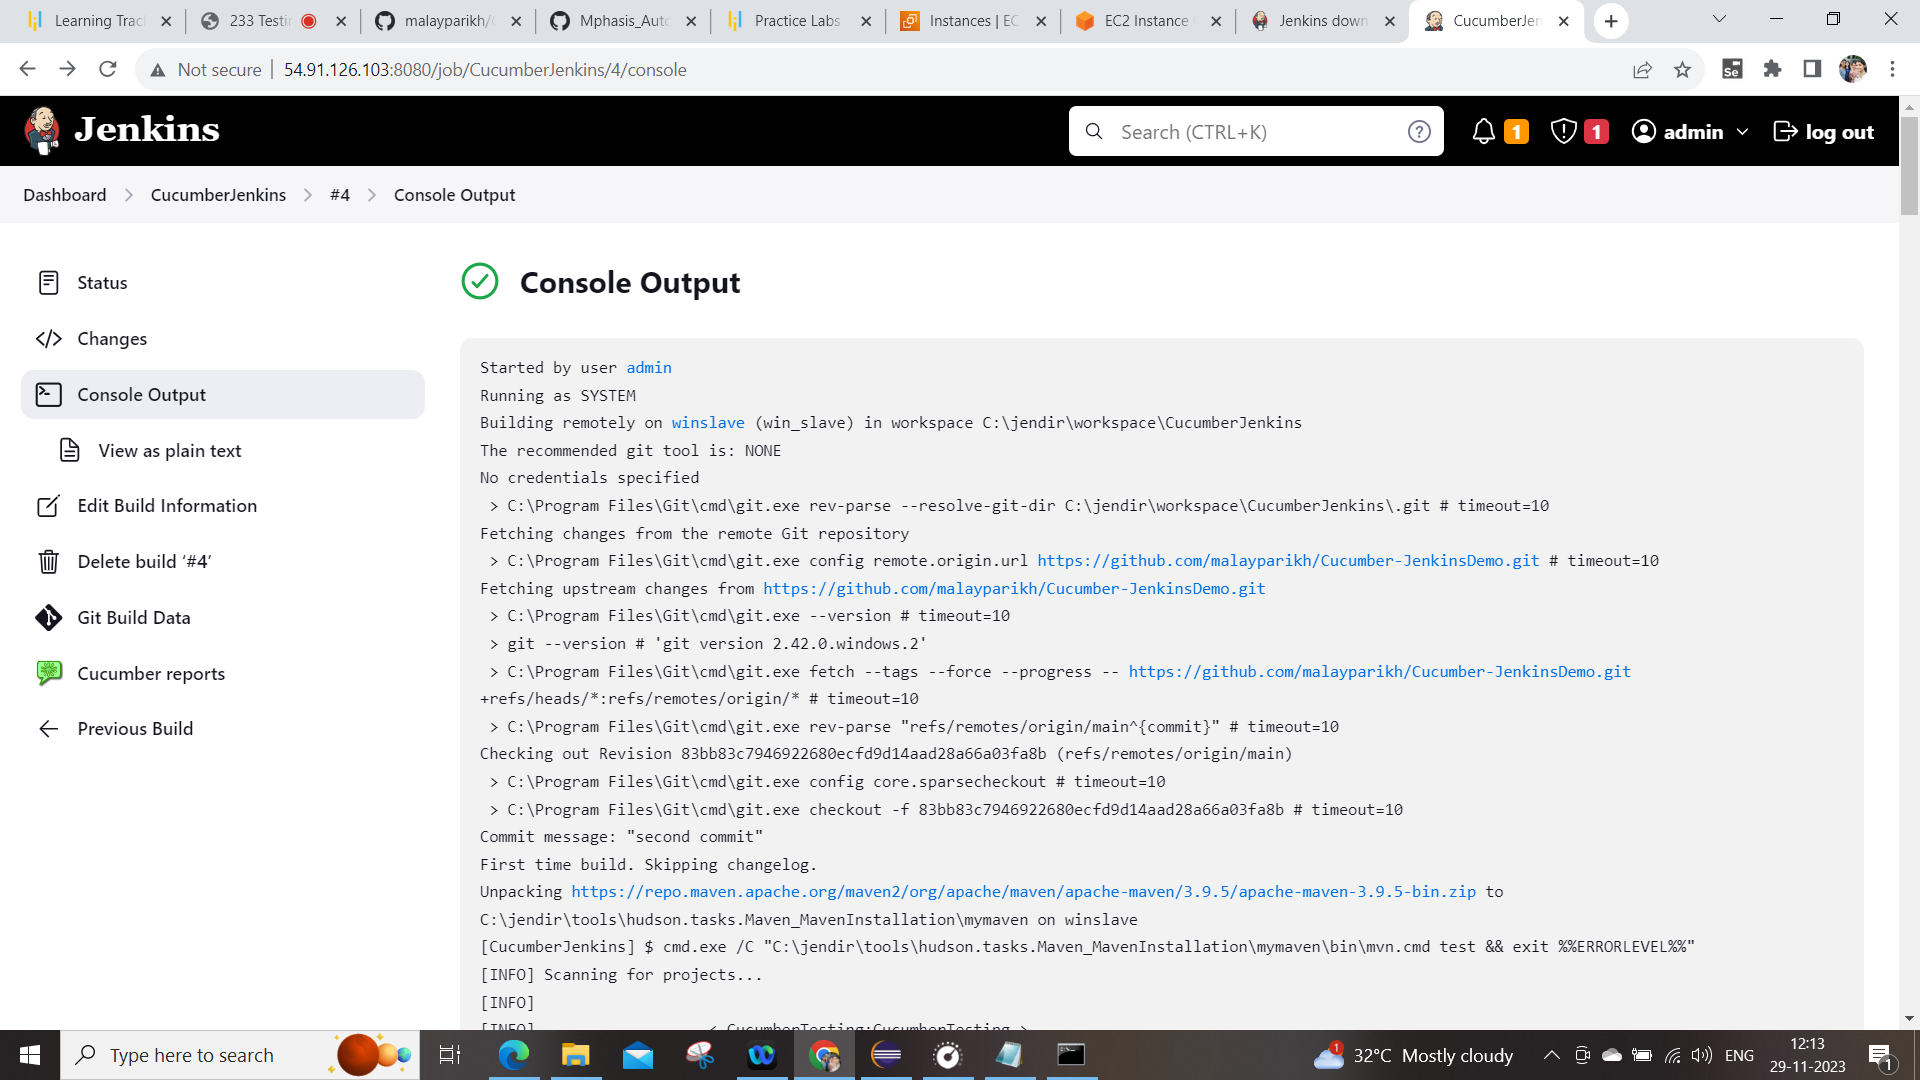 Learning Trac
233 Testin
malayparikh/
Mphasis_Auto
Practice Labs
Instances | EC
EC2 Instance
Jenkins down
CucumberJen
Not secure
54.91.126.103:8080/job/CucumberJenkins/4/console
Se
Jenkins
Search (CTRL+K)
?
1
1
admin
log out
Dashboard
CucumberJenkins
#4
Console Output
Status
Changes
Console Output
View as plain text
Edit Build Information
Delete build ‘#4’
Git Build Data
Cucumber reports
Previous Build
Console Output
Started by user admin
Running as SYSTEM
Building remotely on winslave (win_slave) in workspace C:\jendir\workspace\CucumberJenkins
The recommended git tool is: NONE
No credentials specified
> C:\Program Files\Git\cmd\git.exe rev-parse --resolve-git-dir C:\jendir\workspace\CucumberJenkins\.git # timeout=10
Fetching changes from the remote Git repository
> C:\Program Files\Git\cmd\git.exe config remote.origin.url https://github.com/malayparikh/Cucumber-JenkinsDemo.git # timeout=10
Fetching upstream changes from https://github.com/malayparikh/Cucumber-JenkinsDemo.git
> C:\Program Files\Git\cmd\git.exe --version # timeout=10
> git --version # 'git version 2.42.0.windows.2'
> C:\Program Files\Git\cmd\git.exe fetch --tags --force --progress -- https://github.com/malayparikh/Cucumber-JenkinsDemo.git
+refs/heads/*:refs/remotes/origin/* # timeout=10
> C:\Program Files\Git\cmd\git.exe rev-parse "refs/remotes/origin/main^{commit}" # timeout=10
Checking out Revision 83bb83c7946922680ecfd9d14aad28a66a03fa8b (refs/remotes/origin/main)
> C:\Program Files\Git\cmd\git.exe config core.sparsecheckout # timeout=10
> C:\Program Files\Git\cmd\git.exe checkout -f 83bb83c7946922680ecfd9d14aad28a66a03fa8b # timeout=10
Commit message: "second commit"
First time build. Skipping changelog.
Unpacking https://repo.maven.apache.org/maven2/org/apache/maven/apache-maven/3.9.5/apache-maven-3.9.5-bin.zip to
C:\jendir\tools\hudson.tasks.Maven_MavenInstallation\mymaven on winslave
[CucumberJenkins] $ cmd.exe /C "C:\jendir\tools\hudson.tasks.Maven_MavenInstallation\mymaven\bin\mvn.cmd test && exit %%ERRORLEVEL%%"
[INFO] Scanning for projects...
[INFO]
[INFO] < CucumberTesting:CucumberTesting >
Type here to search
1
32°C Mostly cloudy
ENG
12:13
29-11-2023
1